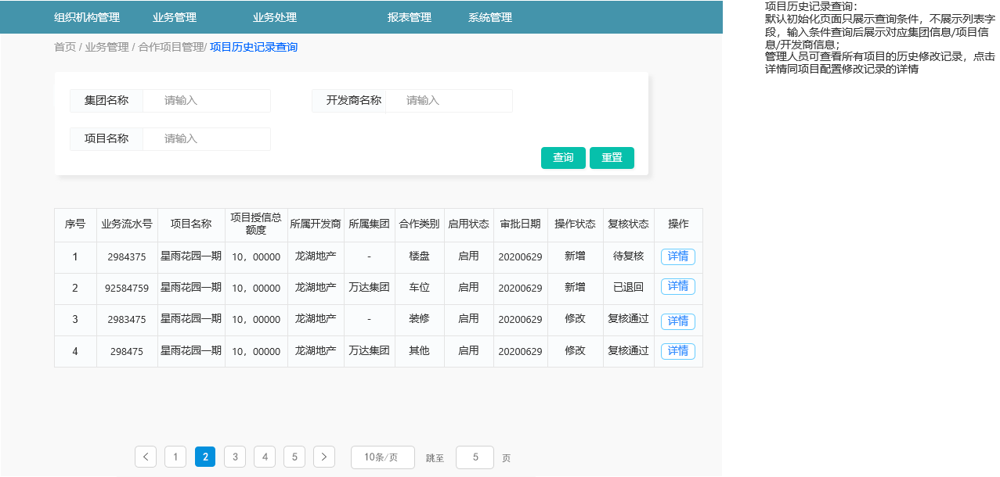 组织机构管理 业务管理 业务处理 报表管理 系统管理
首页 / 业务管理 / 合作项目管理/ 项目历史记录查询
集团名称 请输入 开发商名称 请输入
项目名称 请输入
查询 重置
序号 业务流水号 项目名称 项目授信总额度 所属开发商 所属集团 合作类别 启用状态 审批日期 操作状态 复核状态 操作
1 2984375 星雨花园一期 10，00000 龙湖地产 - 楼盘 启用 20200629 新增 待复核 详情
2 92584759 星雨花园一期 10，00000 龙湖地产 万达集团 车位 启用 20200629 新增 已退回 详情
3 2983475 星雨花园一期 10，00000 龙湖地产 - 装修 启用 20200629 修改 复核通过 详情
4 298475 星雨花园一期 10，00000 龙湖地产 万达集团 其他 启用 20200629 修改 复核通过 详情
< 1 2 3 4 5 > 10条/页 跳至 5 页
项目历史记录查询：
默认初始化页面只展示查询条件，不展示列表字
段，输入条件查询后展示对应集团信息/项目信
息/开发商信息；
管理人员可查看所有项目的历史修改记录，点击
详情同项目配置修改记录的详情